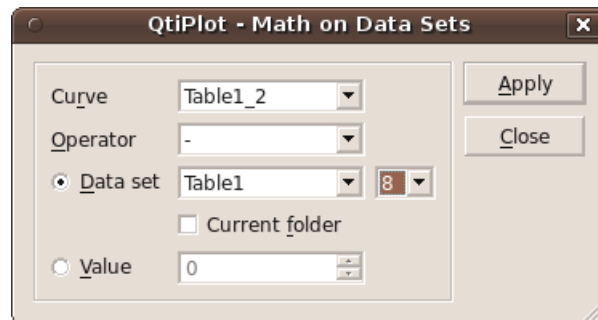 QtiPlot - Math on Data Sets
Curve Table1_2 Apply
Operator - Close
Data set Table1 8
Current folder
Value 0